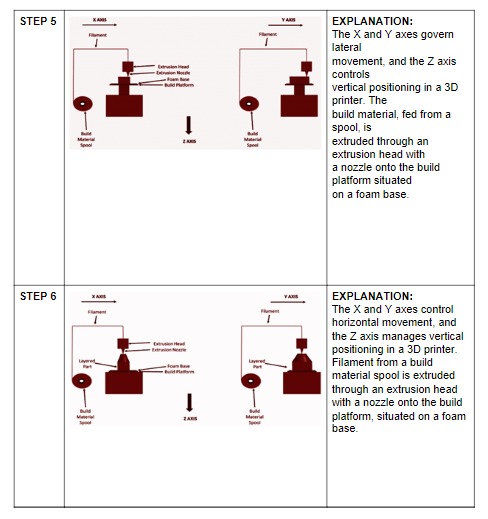 STEP 5
X AXIS
Filament
Extrusion Head
Extrusion Nozzle
Foam Base
Build Platform
Build
Material
Spool
Z AXIS
Y AXIS
Filament
Build
Material
Spool
EXPLANATION:
The X and Y axes govern
lateral
movement, and the Z axis
controls
vertical positioning in a 3D
printer. The
build material, fed from a
spool, is
extruded through an
extrusion head with
a nozzle onto the build
platform situated
on a foam base.
STEP 6
X AXIS
Filament
Extrusion Head
Extrusion Nozzle
Layered
Part
Foam Base
Build Platform
Build
Material
Spool
Z AXIS
Y AXIS
Filament
Layered
Part
Build
Material
Spool
EXPLANATION:
The X and Y axes control
horizontal movement, and
the Z axis manages vertical
positioning in a 3D printer.
Filament from a build
material spool is extruded
through an extrusion head
with a nozzle onto the build
platform, situated on a foam
base.